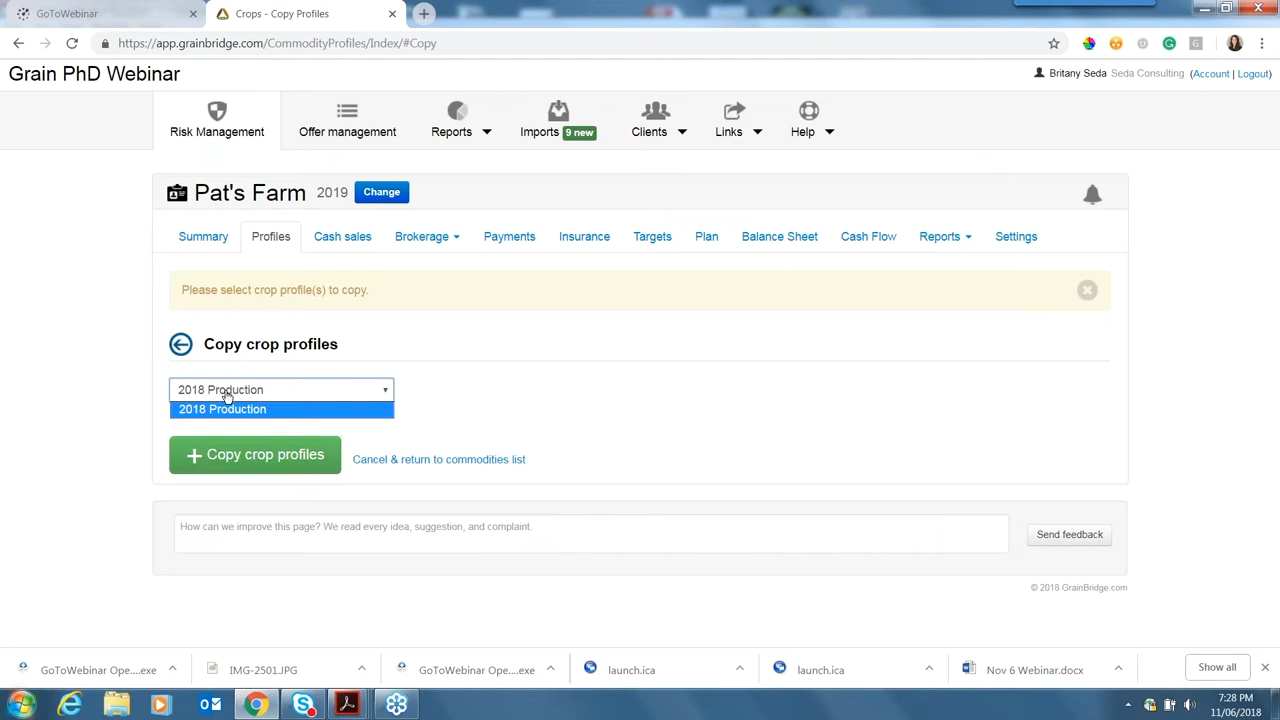 GoToWebinar
Crops - Copy Profiles
https://app.grainbridge.com/CommodityProfiles/Index/#Copy
Grain PhD Webinar
Britany Seda Seda Consulting (Account | Logout)
Risk Management
Offer management
Reports
Imports 9 new
Clients
Links
Help
Pat's Farm 2019 Change
Summary Profiles Cash sales Brokerage Payments Insurance Targets Plan Balance Sheet Cash Flow Reports Settings
Please select crop profile(s) to copy.
Copy crop profiles
2018 Production
2018 Production
+ Copy crop profiles Cancel & return to commodities list
How can we improve this page? We read every idea, suggestion, and complaint.
Send feedback
© 2018 GrainBridge.com
GoToWebinar Ope....exe
IMG-2501.JPG
GoToWebinar Ope....exe
launch.ica
launch.ica
Nov 6 Webinar.docx
Show all
7:28 PM
11/06/2018